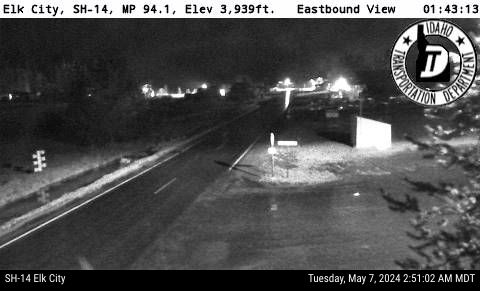 Elk City, SH-14, MP 94.1, Elev 3,939ft. Eastbound View 01:43:13
IDAHO
TRANSPORTATION DEPARTMENT
SH-14 Elk City
Tuesday, May 7, 2024 2:51:02 AM MDT